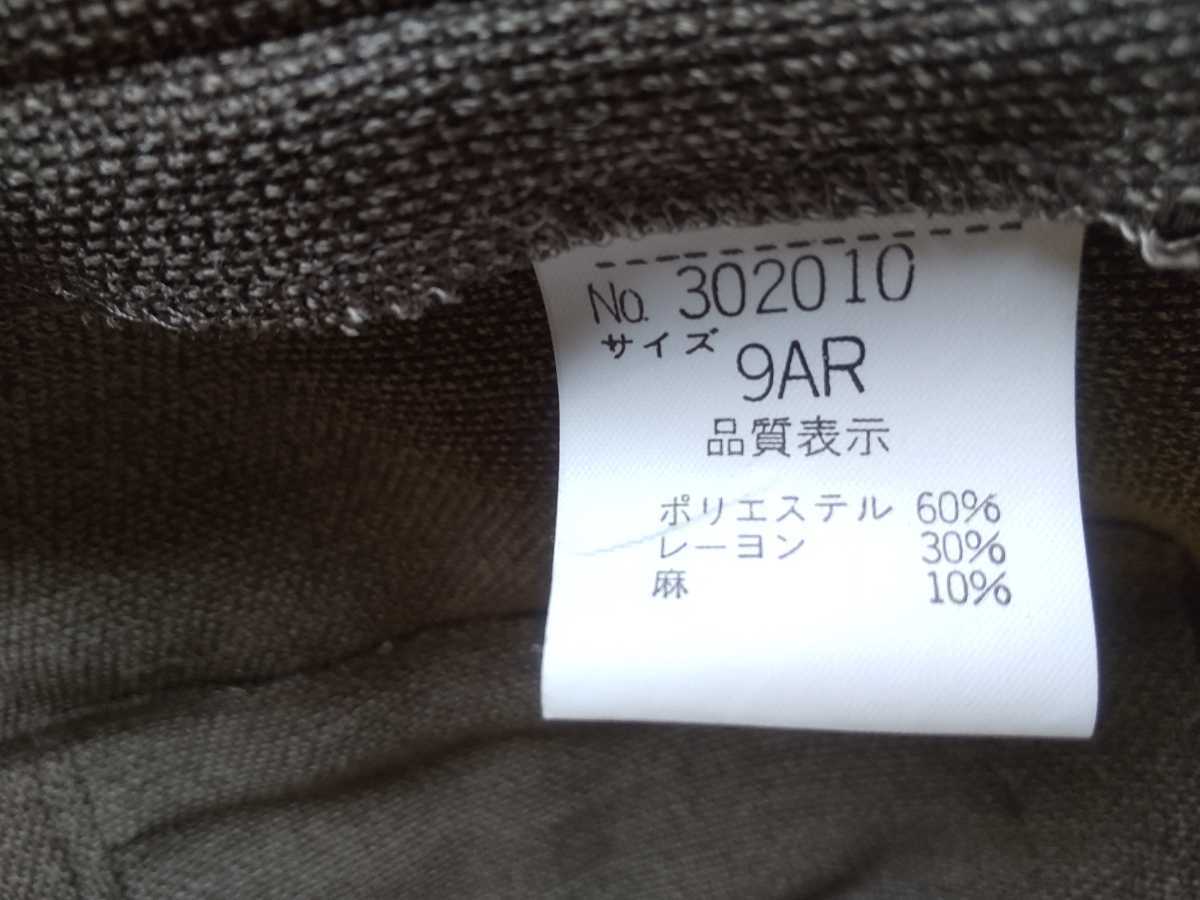 No. 302010
サイズ 9AR
品質表示
ポリエステル 60%
レーヨン 30%
麻 10%